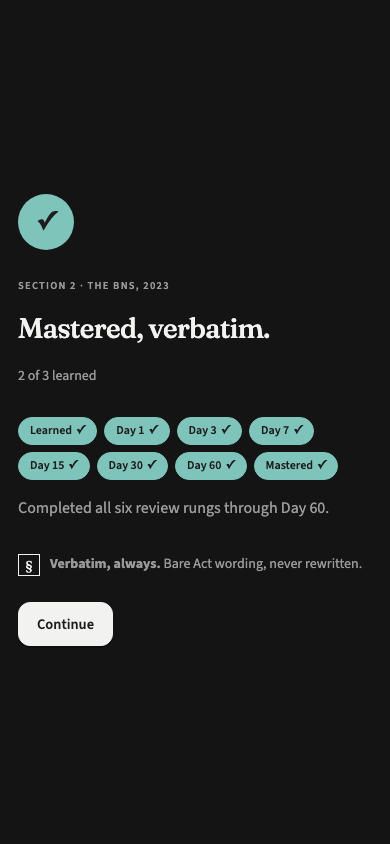 ✓
SECTION 2 · THE BNS, 2023
Mastered, verbatim.
2 of 3 learned
Learned ✓ Day 1 ✓ Day 3 ✓ Day 7 ✓
Day 15 ✓ Day 30 ✓ Day 60 ✓ Mastered ✓
Completed all six review rungs through Day 60.
§ Verbatim, always. Bare Act wording, never rewritten.
Continue